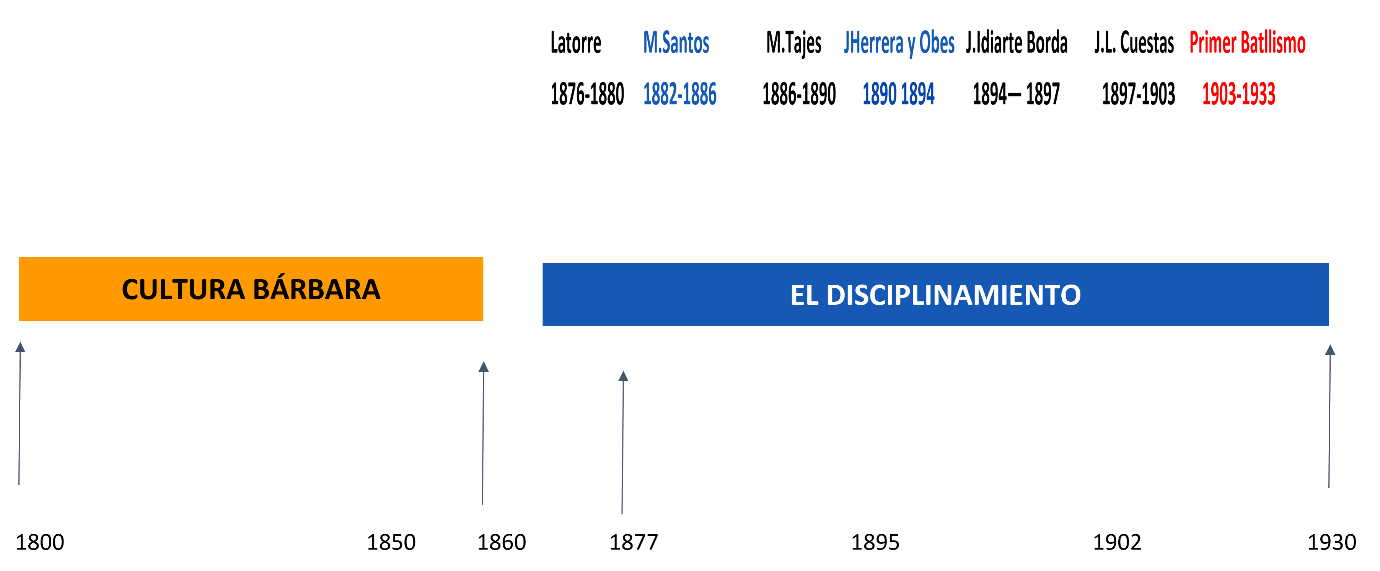 Latorre M.Santos M.Tajes JHerrera y Obes J.Idiarte Borda J.L. Cuestas Primer Batllismo
1876-1880 1882-1886 1886-1890 1890 1894 1894— 1897 1897-1903 1903-1933
CULTURA BÁRBARA EL DISCIPLINAMIENTO
1800 1850 1860 1877 1895 1902 1930